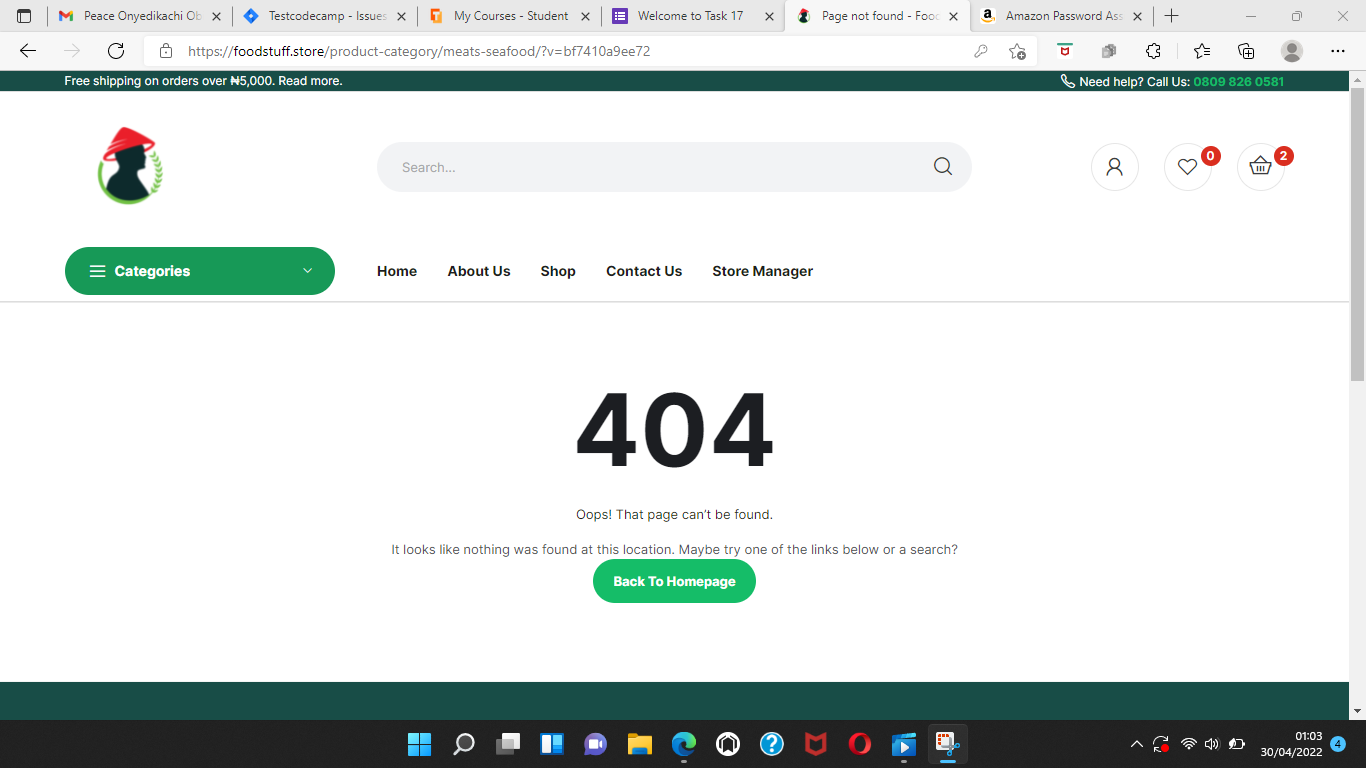 Peace Onyedikachi Ob
Testcodecamp - Issues
My Courses - Student
Welcome to Task 17
Page not found - Food
Amazon Password Ass
https://foodstuff.store/product-category/meats-seafood/?v=bf7410a9ee72
Free shipping on orders over ₦5,000. Read more.
Need help? Call Us: 0809 826 0581
Search...
0
2
Categories
Home About Us Shop Contact Us Store Manager
404
Oops! That page can’t be found.
It looks like nothing was found at this location. Maybe try one of the links below or a search?
Back To Homepage
01:03
30/04/2022
4